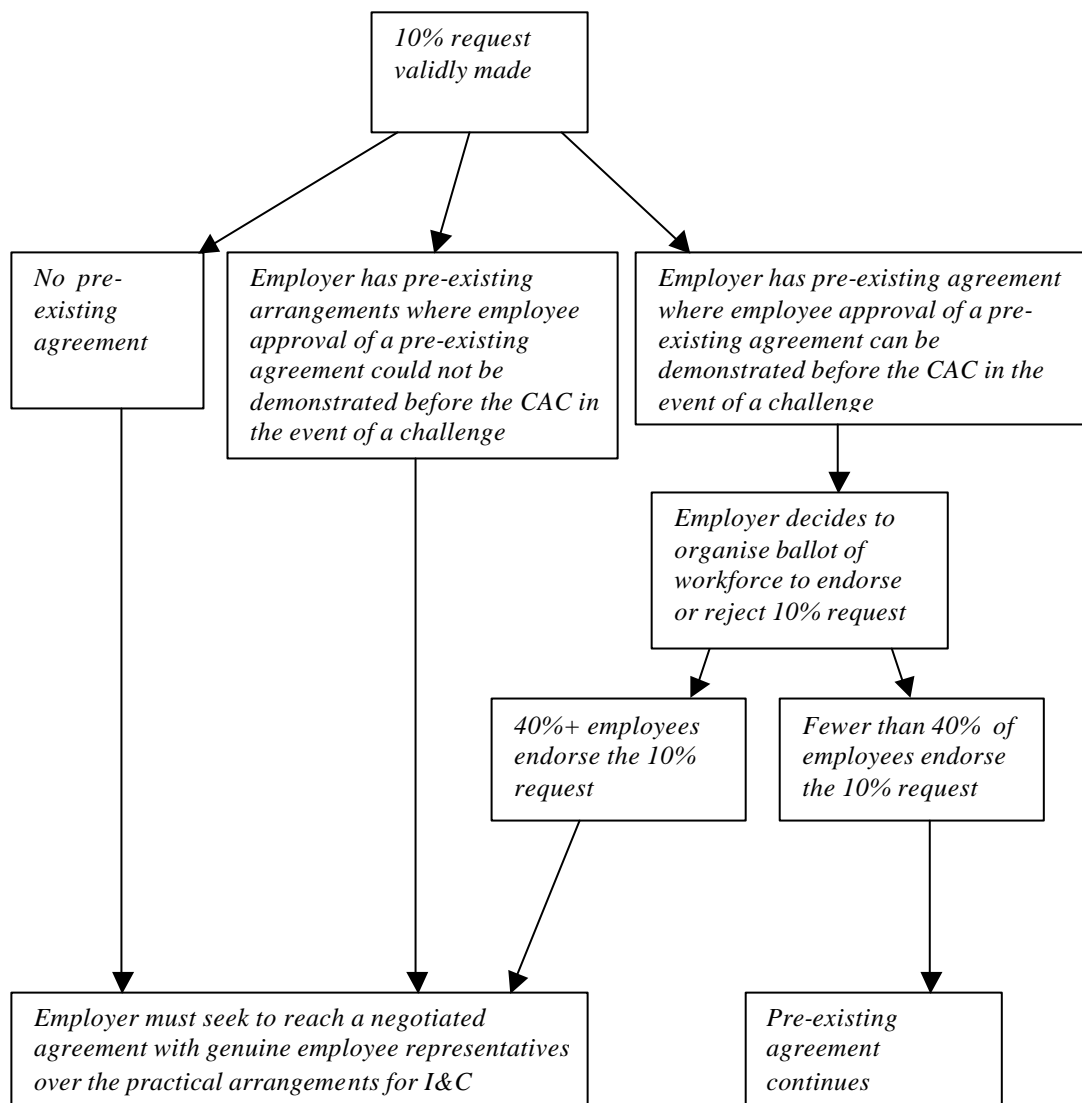 10% request
validly made
No pre-
existing
agreement
Employer has pre-existing
arrangements where employee
approval of a pre-existing
agreement could not be
demonstrated before the CAC in
the event of a challenge
Employer has pre-existing agreement
where employee approval of a pre-
existing agreement can be
demonstrated before the CAC in the
event of a challenge
Employer decides to
organise ballot of
workforce to endorse
or reject 10% request
40%+ employees
endorse the 10%
request
Fewer than 40% of
employees endorse
the 10% request
Employer must seek to reach a negotiated
agreement with genuine employee representatives
over the practical arrangements for I&C
Pre-existing
agreement
continues